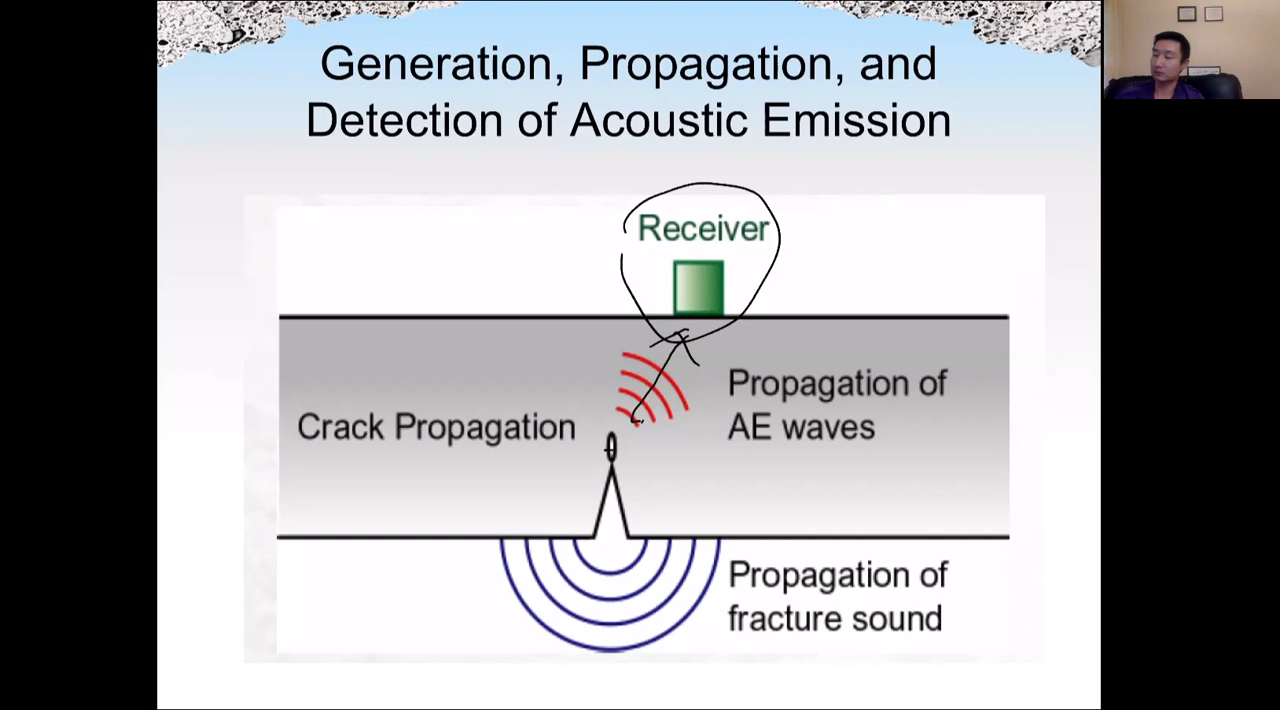 Generation, Propagation, and
Detection of Acoustic Emission
Receiver
Crack Propagation
Propagation of
AE waves
Propagation of
fracture sound